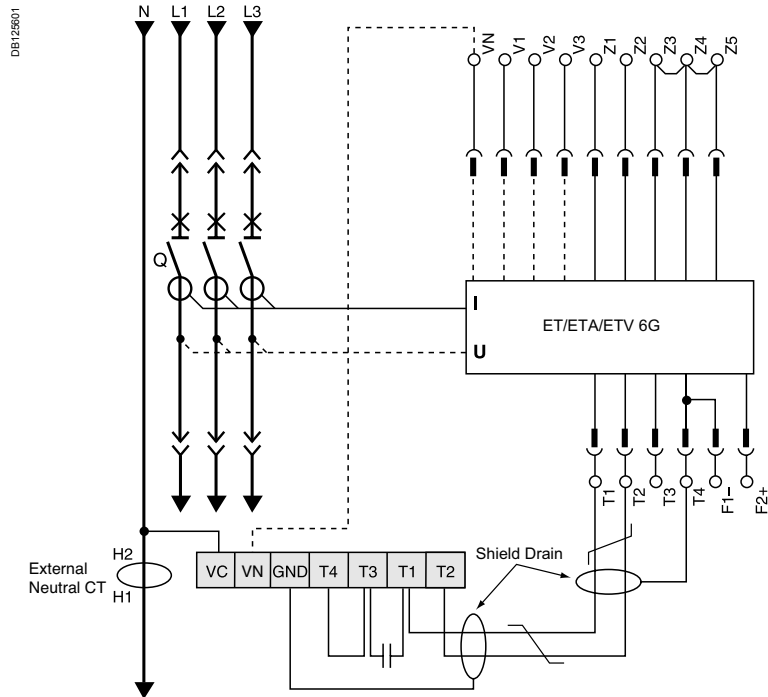 DB125601
N L1 L2 L3
VN V1 V2 V3 Z1 Z2 Z3 Z4 Z5
Q
I
ET/ETA/ETV 6G
U
T1 T2 T3 T4 F1- F2+
H2
External
Neutral CT
H1
VC VN GND T4 T3 T1 T2
Shield Drain